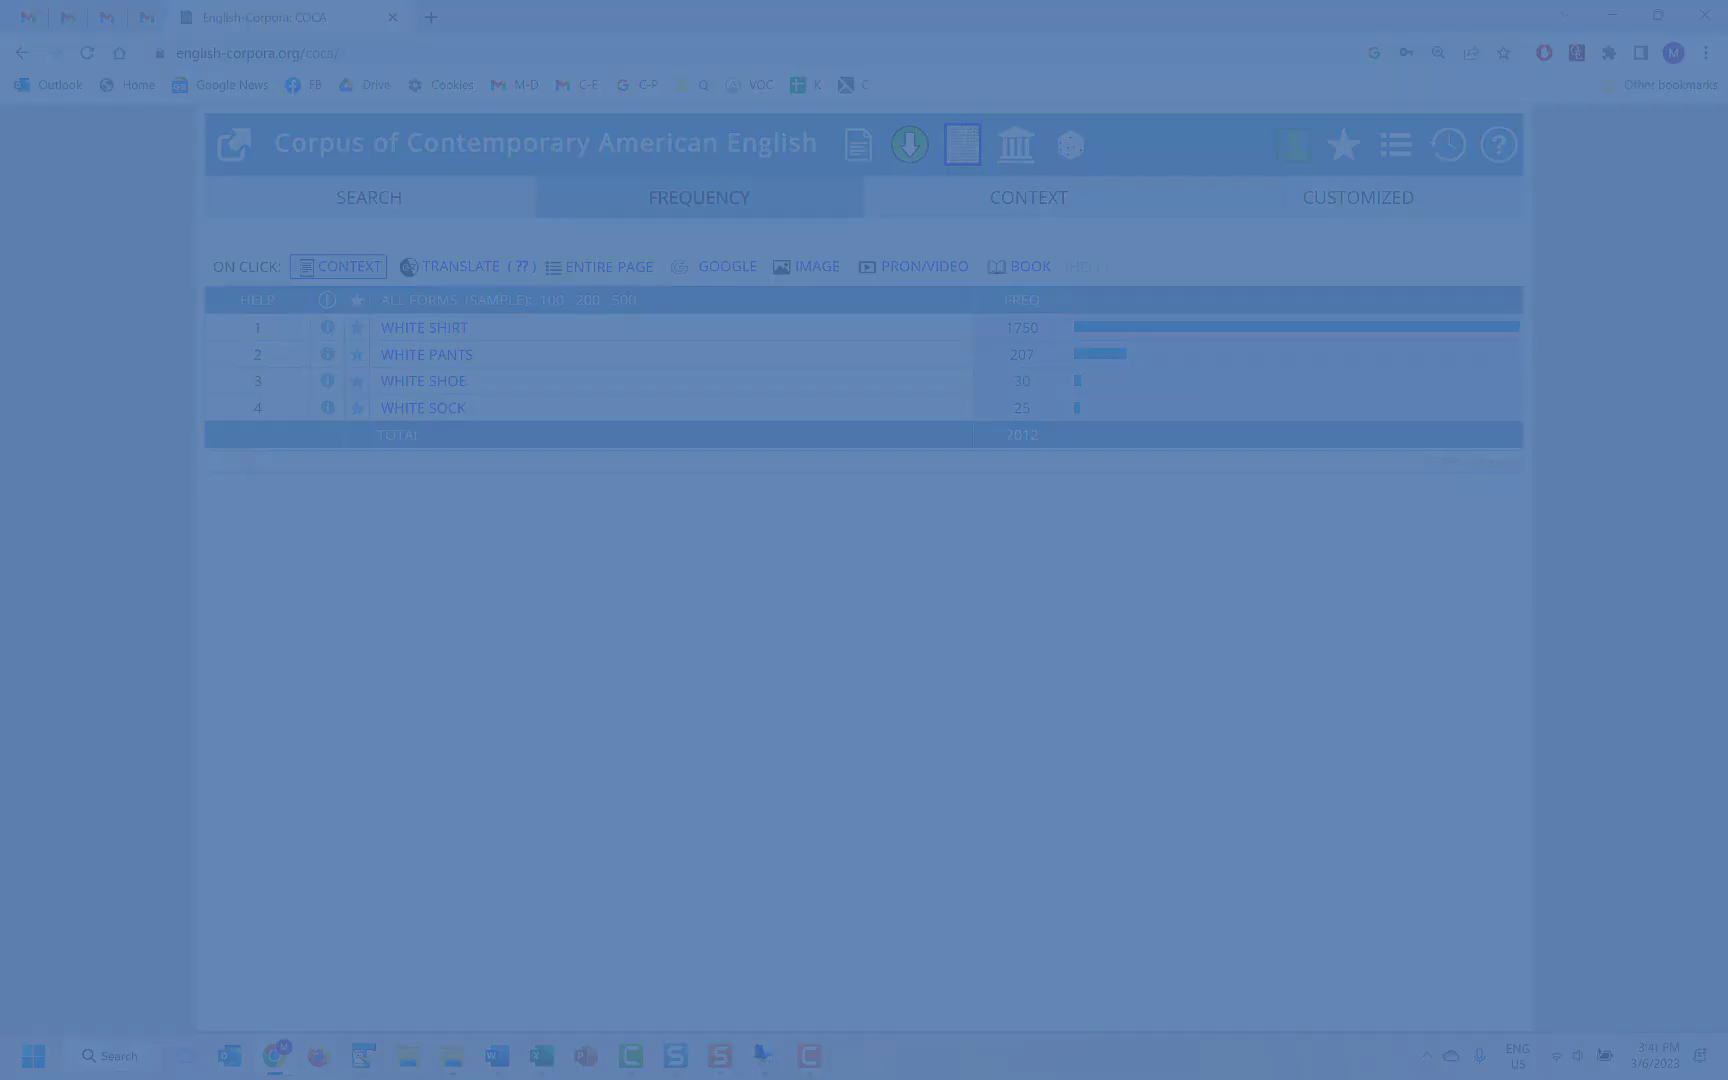 English-Corpora: COCA
english-corpora.org/coca/
Outlook Home Google News FB Drive Cookies M-D C-E C-P Q VOC K C Other bookmarks
Corpus of Contemporary American English
SEARCH FREQUENCY CONTEXT CUSTOMIZED
ON CLICK: CONTEXT TRANSLATE (??) ENTIRE PAGE GOOGLE IMAGE PRON/VIDEO BOOK (HELP)
HELP ALL FORMS (SAMPLE): 100 200 500 FREQ
1 WHITE SHIRT 1750
2 WHITE PANTS 207
3 WHITE SHOE 30
4 WHITE SOCK 25
TOTAL 2012
Search ENG US 3:41 PM 3/6/2023